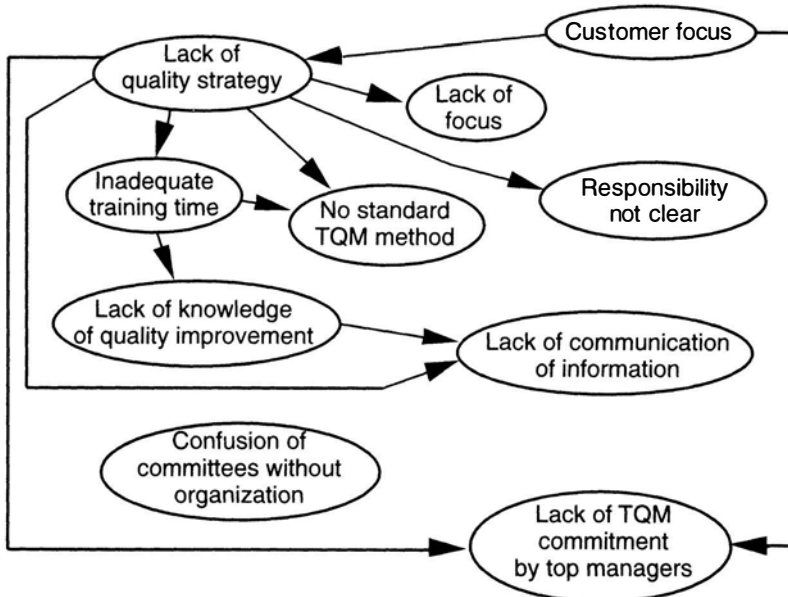 Customer focus
Lack of
quality strategy
Lack of
focus
Inadequate
training time
No standard
TQM method
Responsibility
not clear
Lack of knowledge
of quality improvement
Lack of communication
of information
Confusion of
committees without
organization
Lack of TQM
commitment
by top managers